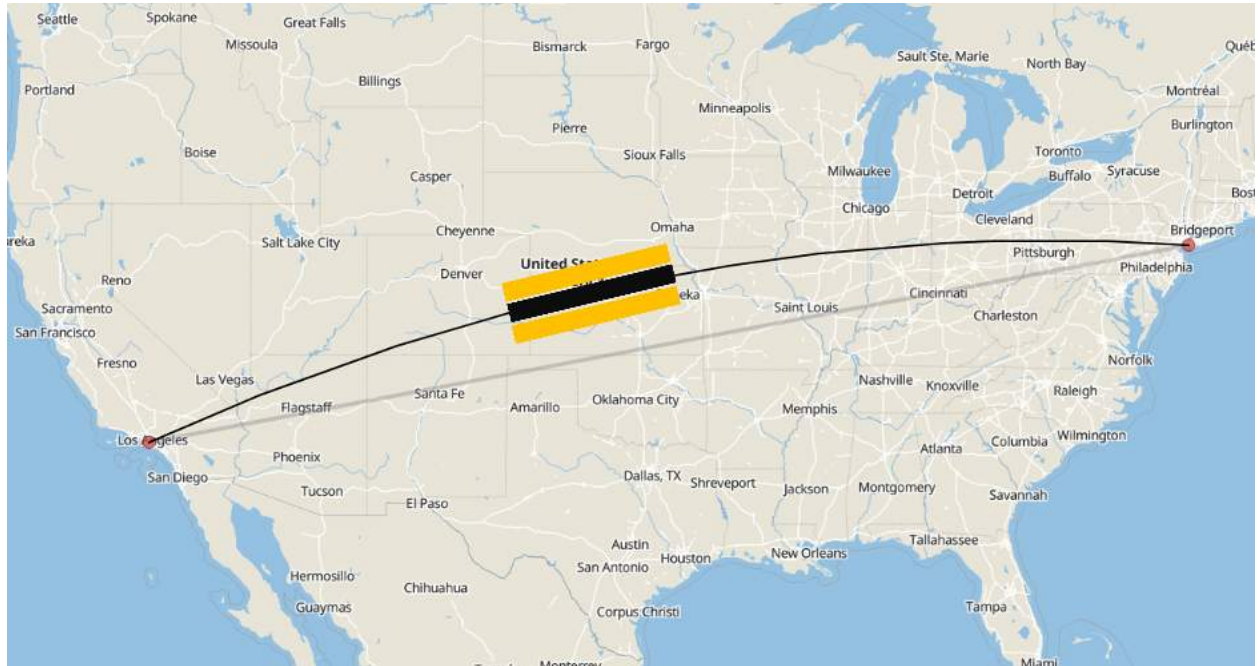 Seattle
Spokane
Great Falls
Missoula
Bismarck
Fargo
Sault Ste. Marie
North Bay
Québ
Portland
Billings
Montréal
Minneapolis
Burlington
Boise
Pierre
Sioux Falls
Toronto
Casper
Milwaukee
Buffalo
Syracuse
Chicago
Detroit
Bost
Cleveland
Bridgeport
ureka
Salt Lake City
Cheyenne
Omaha
Pittsburgh
United Sta
Denver
Philadelphia
Reno
eka
Cincinnati
Sacramento
Saint Louis
Charleston
San Francisco
Fresno
Norfolk
Las Vegas
Santa Fe
Nashville
Knoxville
Raleigh
Flagstaff
Amarillo
Oklahoma City
Memphis
Los Angeles
Wilmington
Columbia
Phoenix
Atlanta
San Diego
Dallas, TX
Shreveport
Tucson
Jackson
Montgomery
Savannah
El Paso
Tallahassee
Austin
New Orleans
Houston
San Antonio
Hermosillo
Chihuahua
Guaymas
Corpus Christi
Tampa
Monterrey
Miami